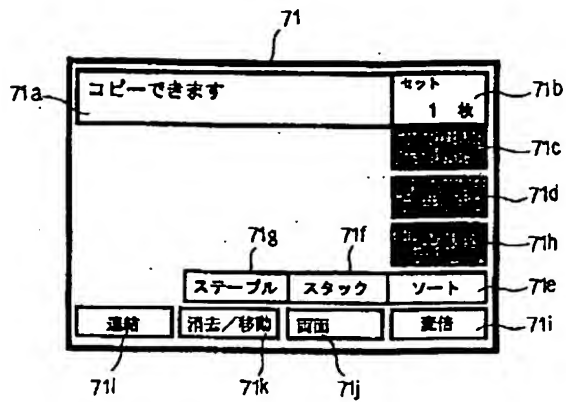 71
71a
コピーできます
セット
1 枚
71b
71c
71d
71h
71g
71f
ステープル
スタック
ソート
71e
連結
消去/移動
両面
変倍
71i
71l
71k
71j